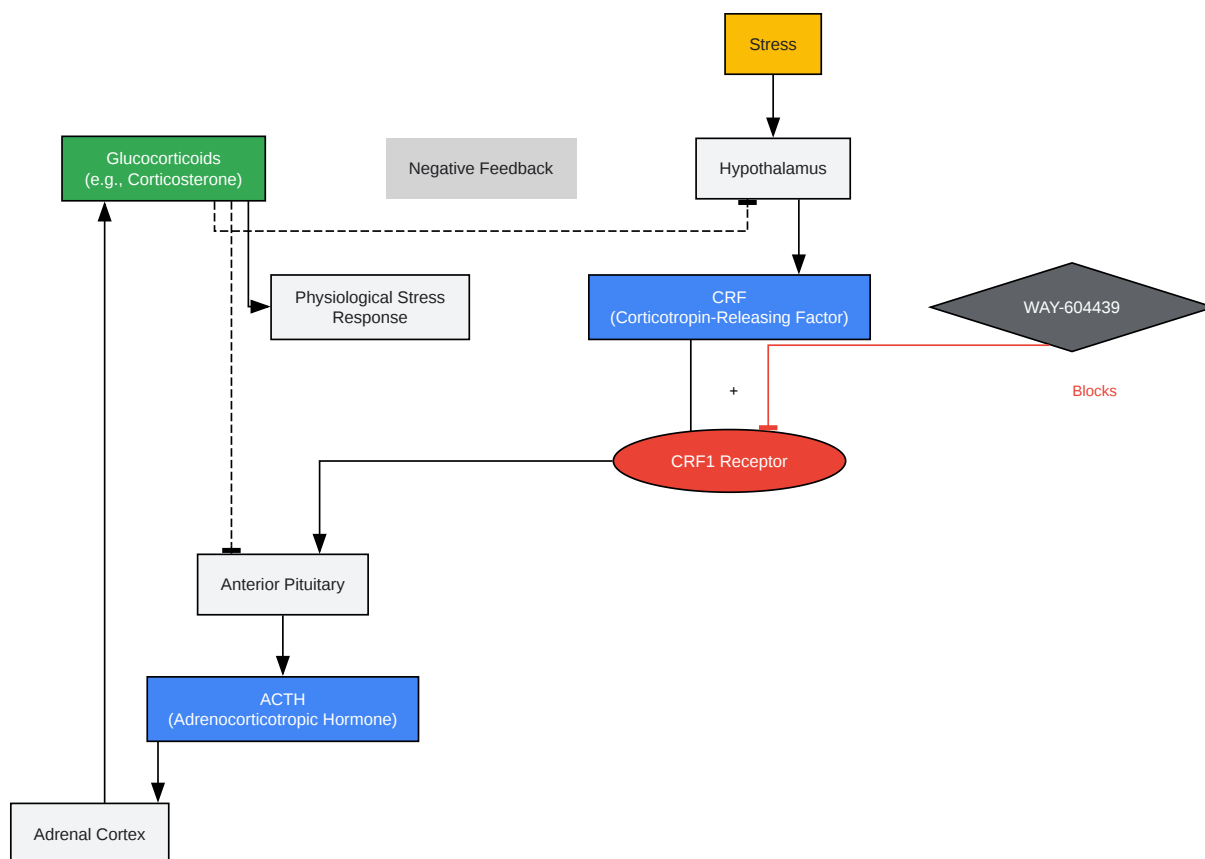 Stress
Glucocorticoids
(e.g., Corticosterone)
Negative Feedback
Hypothalamus
Physiological Stress
Response
CRF
(Corticotropin-Releasing Factor)
WAY-604439
+
Blocks
CRF1 Receptor
Anterior Pituitary
ACTH
(Adrenocorticotropic Hormone)
Adrenal Cortex